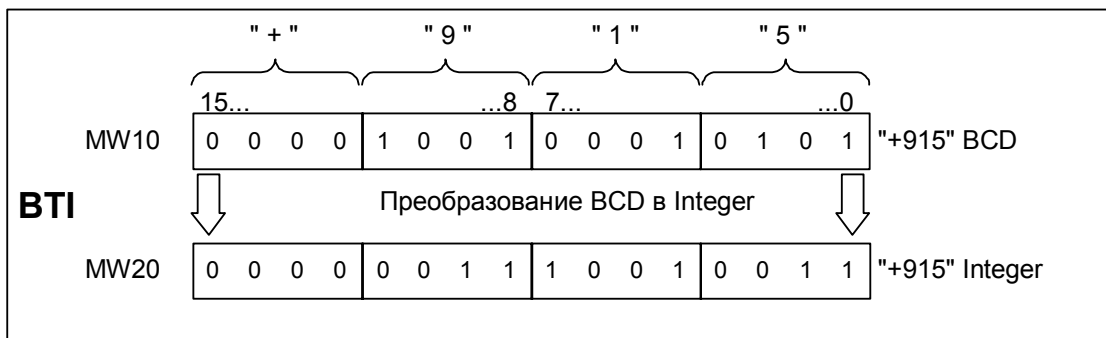 " + " " 9 " " 1 " " 5 "
15... ...8 7... ...0
MW10 0 0 0 0 1 0 0 1 0 0 0 1 0 1 0 1 "+915" BCD
BTI Преобразование BCD в Integer
MW20 0 0 0 0 0 0 1 1 1 0 0 1 0 0 1 1 "+915" Integer